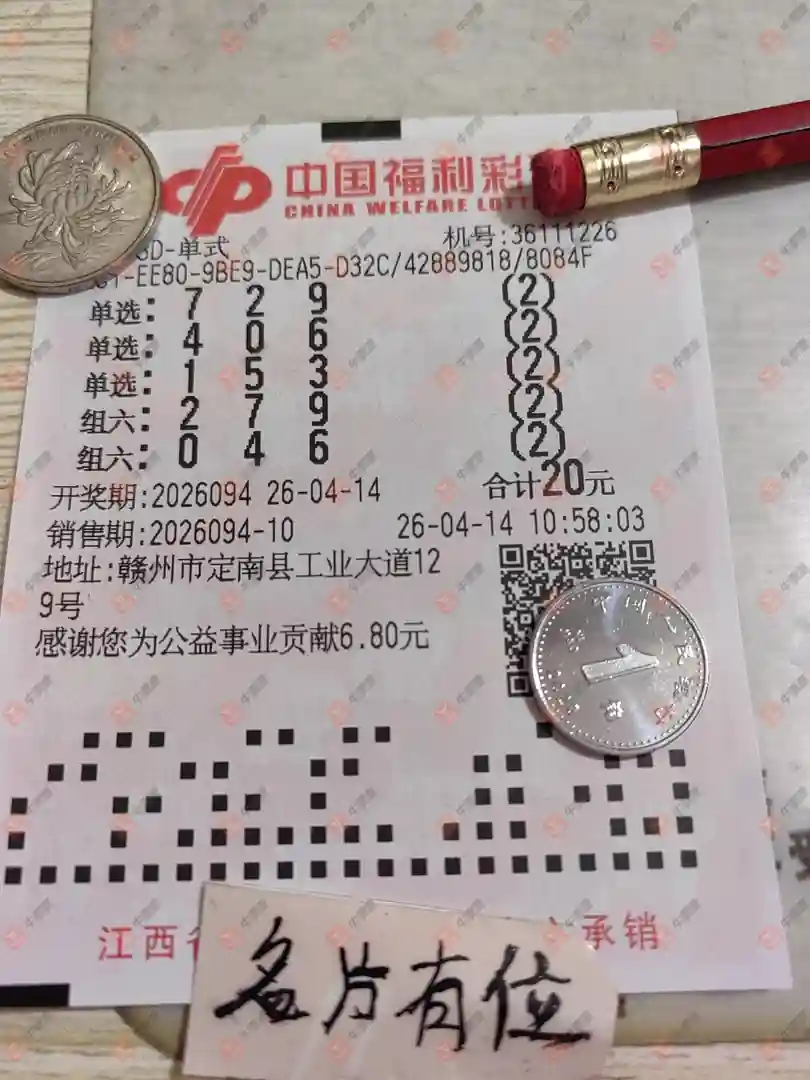 中国福利彩
CHINA WELFARE LOTT
3D-单式 机号:36111226
EE80-9BE9-DEA5-D32C/42889818/8084F
单选: 7 2 9 (2)
单选: 4 0 6 (2)
单选: 1 5 3 (2)
组六: 2 7 9 (2)
组六: 0 4 6 (2)
开奖期:2026094 26-04-14 合计20元
销售期:2026094-10 26-04-14 10:58:03
地址:赣州市定南县工业大道12
9号
感谢您为公益事业贡献6.80元
1
江西省 承销
名片有位